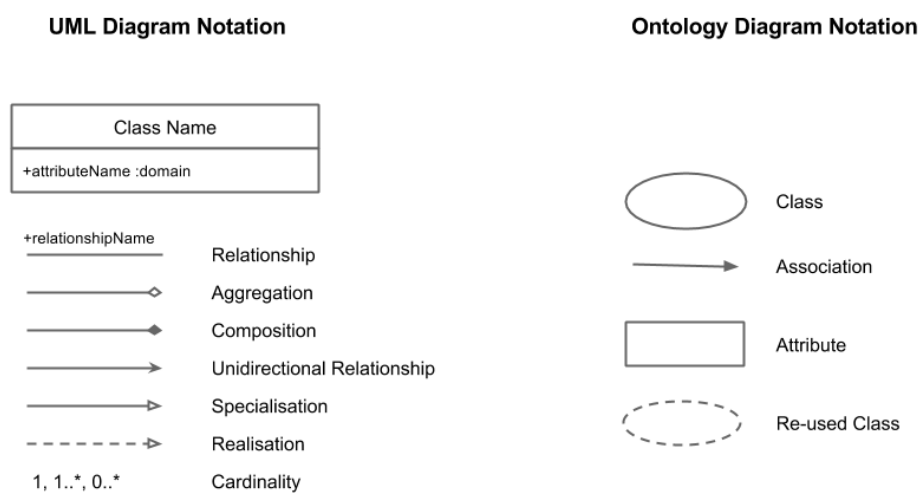 UML Diagram Notation
Class Name
+attributeName :domain
+relationshipName
Relationship
Aggregation
Composition
Unidirectional Relationship
Specialisation
Realisation
1, 1..*, 0..* Cardinality
Ontology Diagram Notation
Class
Association
Attribute
Re-used Class